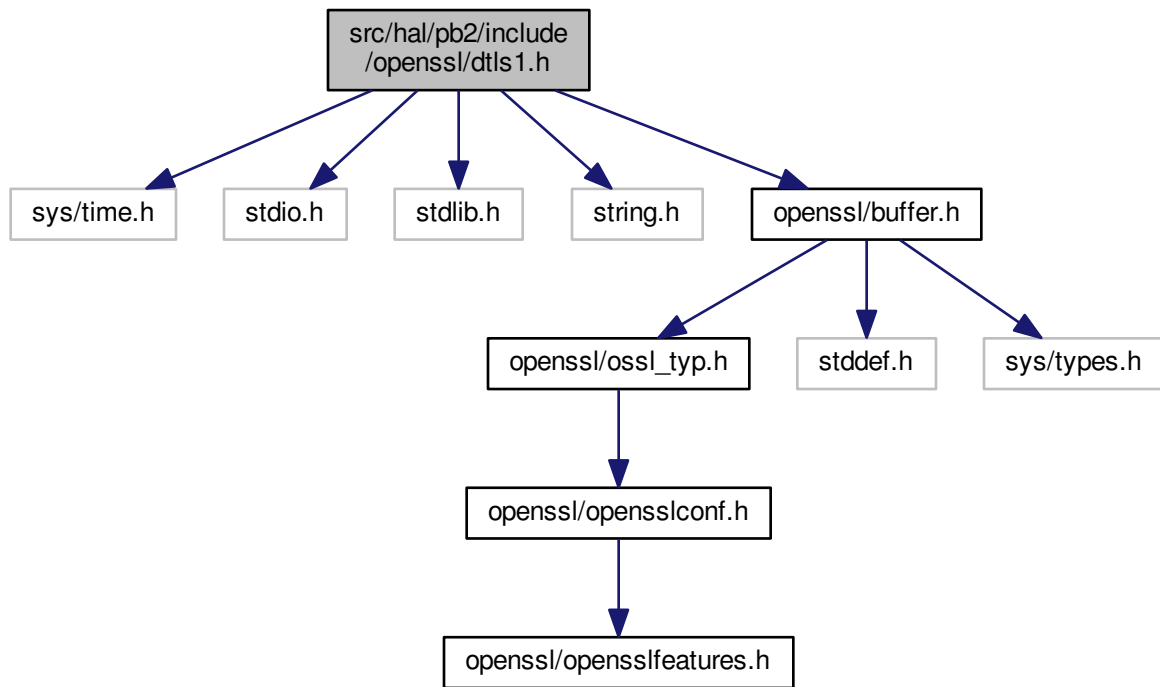 src/hal/pb2/include
/openssl/dtls1.h
sys/time.h
stdio.h
stdlib.h
string.h
openssl/buffer.h
openssl/ossl_typ.h
stddef.h
sys/types.h
openssl/opensslconf.h
openssl/opensslfeatures.h